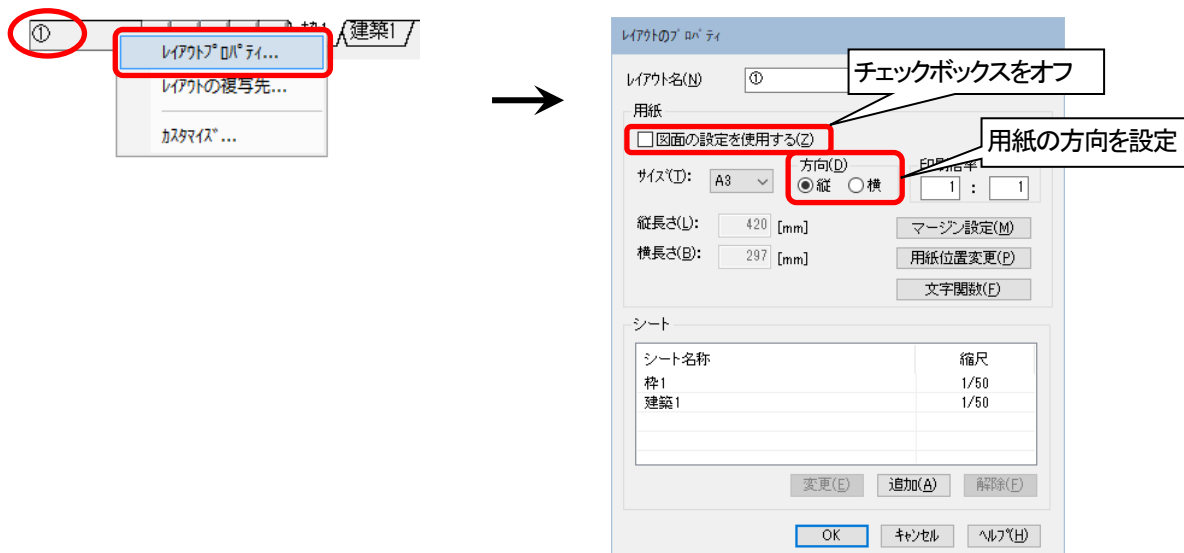 ①
枠1
建築1
ﾚｲｱｳﾄﾌﾟﾛﾊﾟﾃｨ...
ﾚｲｱｳﾄの複写先...
ｶｽﾀﾏｲｽﾞ...
ﾚｲｱｳﾄのﾌﾟﾛﾊﾟﾃｨ
ﾚｲｱｳﾄ名(N)
①
チェックボックスをオフ
用紙
図面の設定を使用する(Z)
用紙の方向を設定
ｻｲｽﾞ(T):
A3
方向(D)
縦
横
印刷倍率
1 : 1
縦長さ(L): 420 [mm]
マージン設定(M)
横長さ(B): 297 [mm]
用紙位置変更(P)
文字関数(F)
シート
シート名称 縮尺
枠1 1/50
建築1 1/50
変更(E) 追加(A) 解除(F)
OK ｷｬﾝｾﾙ ﾍﾙﾌﾟ(H)